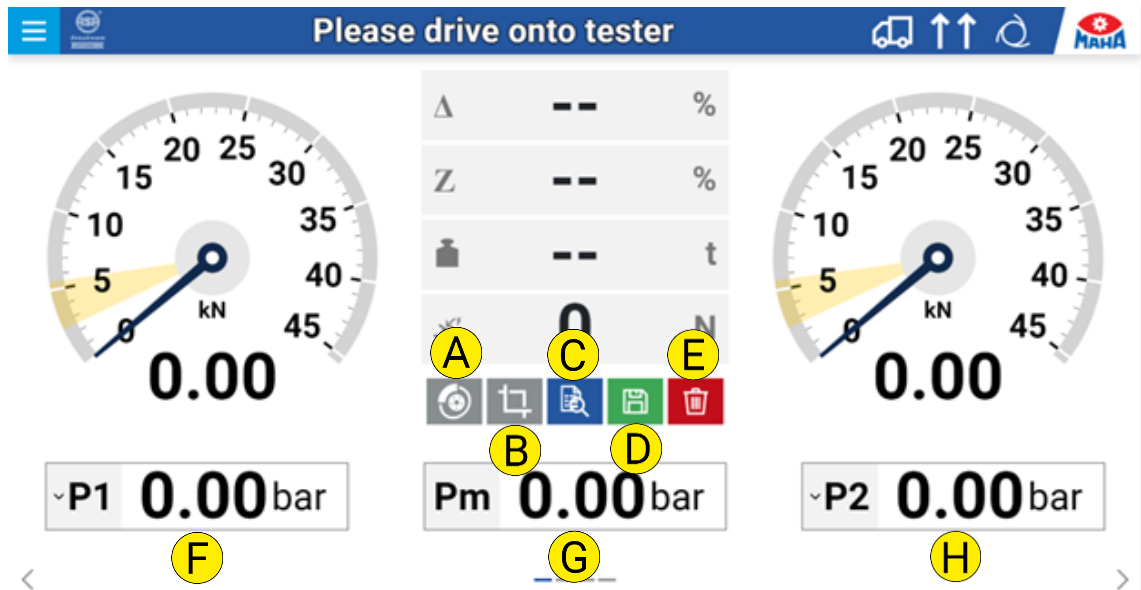 Please drive onto tester
RSP
MAHA
Δ -- %
Z -- %
-- t
0 N
0 5 10 15 20 25 30 35 40 45
kN
0.00
0 5 10 15 20 25 30 35 40 45
kN
0.00
A
C
E
B
D
P1 0.00 bar
Pm 0.00 bar
P2 0.00 bar
F
G
H